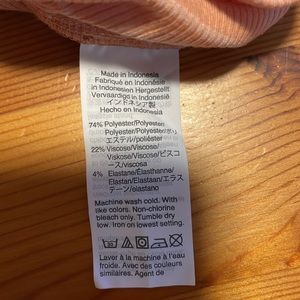 Made in Indonesia
Fabriqué en Indonésie
In Indonesien Hergestellt
Vervaardigd in Indonesië
インドネシア製
Hecho en Indonesia
74% Polyester/Polyester/
Polyester/Polyester/ポリ
エステル/poliéster
22% Viscose/Viscose/
Viskose/Viscose/ビスコ
ース/viscosa
4% Elastane/Élasthanne/
Elastan/Elastaan/エラス
テーン/elastano
Machine wash cold. With
like colors. Non-chlorine
bleach only. Tumble dry
low. Iron on lowest setting.
Lavor à la machine à l'eau
froide. Avec des couleurs
similaires. Agent de